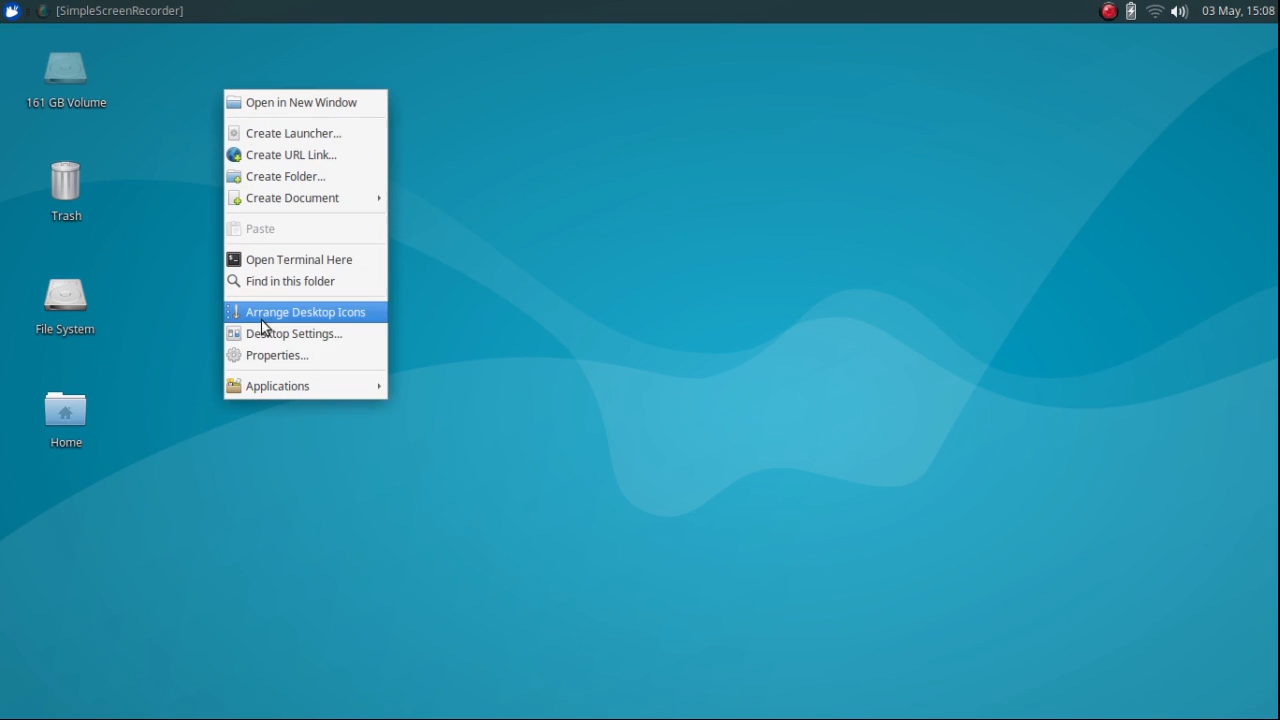 [SimpleScreenRecorder]
03 May, 15:08
161 GB Volume
Trash
File System
Home
Open in New Window
Create Launcher...
Create URL Link...
Create Folder...
Create Document
Paste
Open Terminal Here
Find in this folder
Arrange Desktop Icons
Desktop Settings...
Properties...
Applications